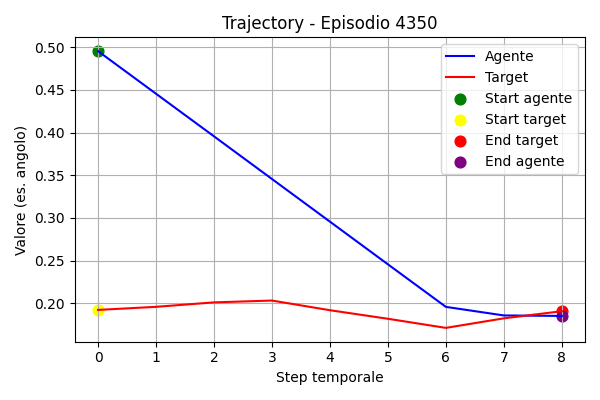 Trajectory - Episodio 4350
Valore (es. angolo)
0.50
0.45
0.40
0.35
0.30
0.25
0.20
Agente
Target
Start agente
Start target
End target
End agente
0 1 2 3 4 5 6 7 8
Step temporale